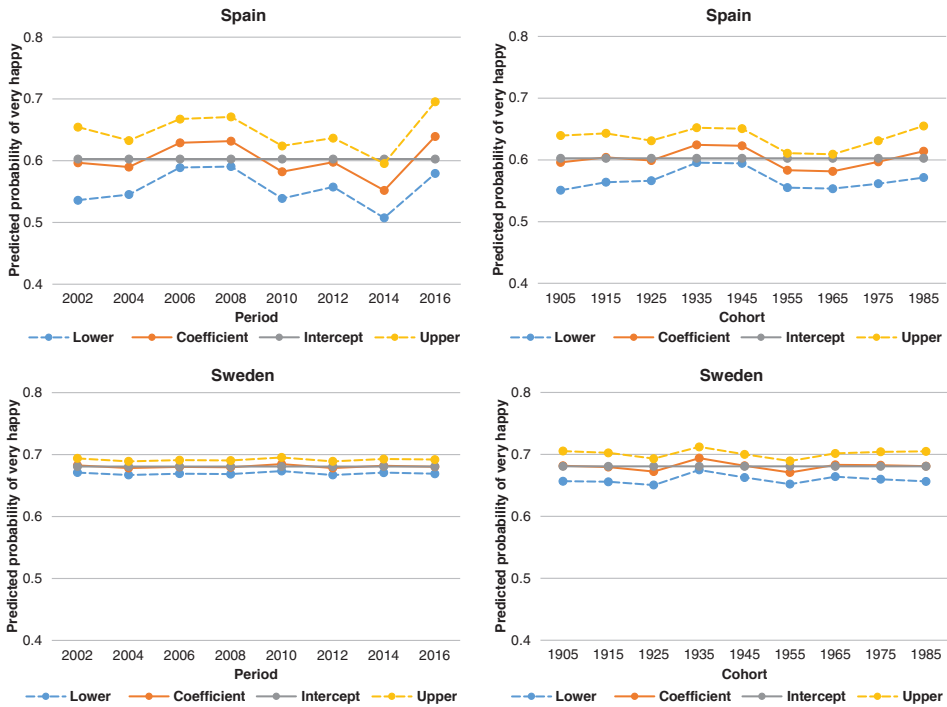 Spain
Predicted probability of very happy
0.8
0.7
0.6
0.5
0.4
2002 2004 2006 2008 2010 2012 2014 2016
Period
Lower Coefficient Intercept Upper
Spain
Predicted probability of very happy
0.8
0.7
0.6
0.5
0.4
1905 1915 1925 1935 1945 1955 1965 1975 1985
Cohort
Lower Coefficient Intercept Upper
Sweden
Predicted probability of very happy
0.8
0.7
0.6
0.5
0.4
2002 2004 2006 2008 2010 2012 2014 2016
Period
Lower Coefficient Intercept Upper
Sweden
Predicted probability of very happy
0.8
0.7
0.6
0.5
0.4
1905 1915 1925 1935 1945 1955 1965 1975 1985
Cohort
Lower Coefficient Intercept Upper